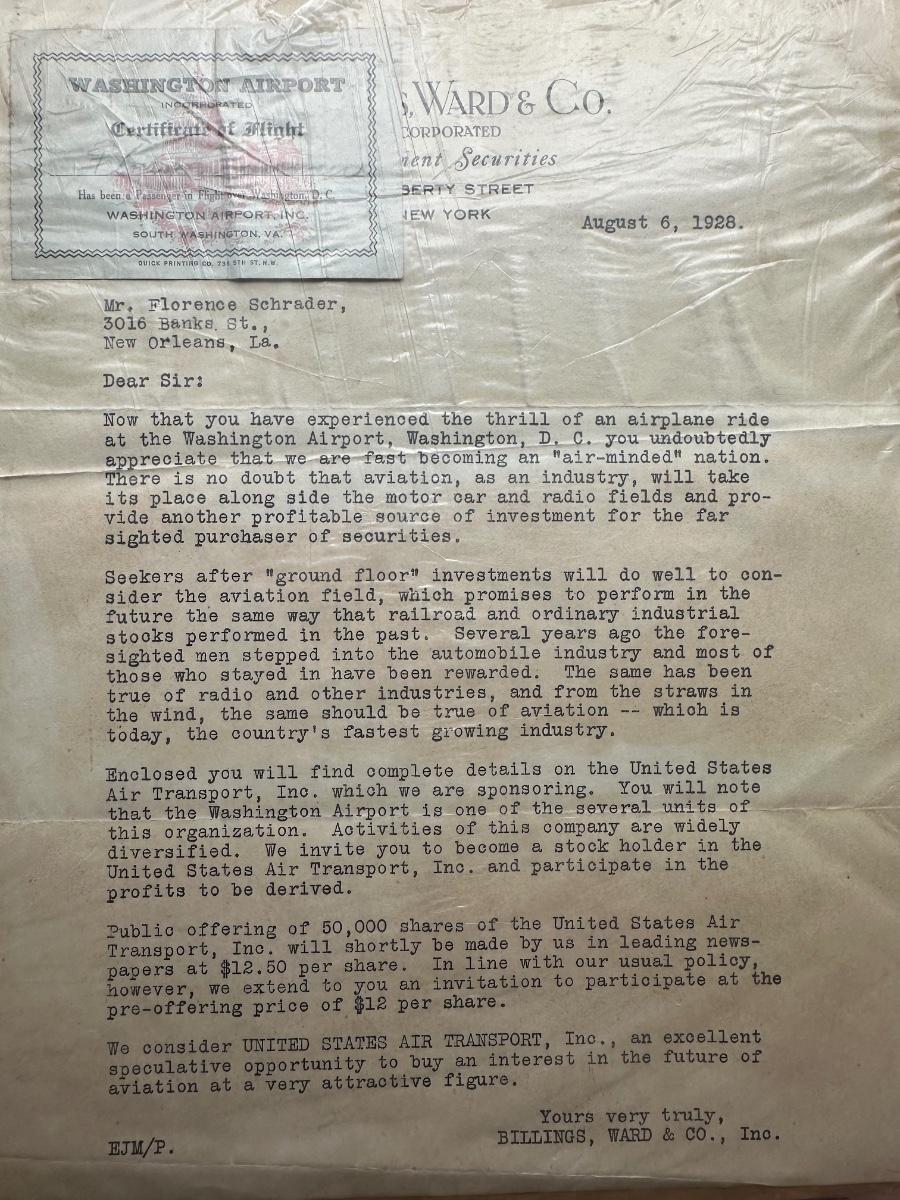 WASHINGTON AIRPORT
INCORPORATED
Certificate of Flight
Has been a Passenger in Flight over Washington, D. C.
WASHINGTON AIRPORT, INC.
SOUTH WASHINGTON, VA.
QUICK PRINTING CO, 735 5TH ST. N.W.
S, WARD & CO.
CORPORATED
ment Securities
BERTY STREET
NEW YORK
August 6, 1928.
Mr. Florence Schrader,
3016 Banks St.,
New Orleans, La.
Dear Sir:
Now that you have experienced the thrill of an airplane ride
at the Washington Airport, Washington, D. C. you undoubtedly
appreciate that we are fast becoming an "air-minded" nation.
There is no doubt that aviation, as an industry, will take
its place along side the motor car and radio fields and pro-
vide another profitable source of investment for the far
sighted purchaser of securities.
Seekers after "ground floor" investments will do well to con-
sider the aviation field, which promises to perform in the
future the same way that railroad and ordinary industrial
stocks performed in the past. Several years ago the fore-
sighted men stepped into the automobile industry and most of
those who stayed in have been rewarded. The same has been
true of radio and other industries, and from the straws in
the wind, the same should be true of aviation -- which is
today, the country's fastest growing industry.
Enclosed you will find complete details on the United States
Air Transport, Inc. which we are sponsoring. You will note
that the Washington Airport is one of the several units of
this organization. Activities of this company are widely
diversified. We invite you to become a stock holder in the
United States Air Transport, Inc. and participate in the
profits to be derived.
Public offering of 50,000 shares of the United States Air
Transport, Inc. will shortly be made by us in leading news-
papers at $12.50 per share. In line with our usual policy,
however, we extend to you an invitation to participate at the
pre-offering price of $12 per share.
We consider UNITED STATES AIR TRANSPORT, Inc., an excellent
speculative opportunity to buy an interest in the future of
aviation at a very attractive figure.
Yours very truly,
BILLINGS, WARD & CO., Inc.
EJM/P.